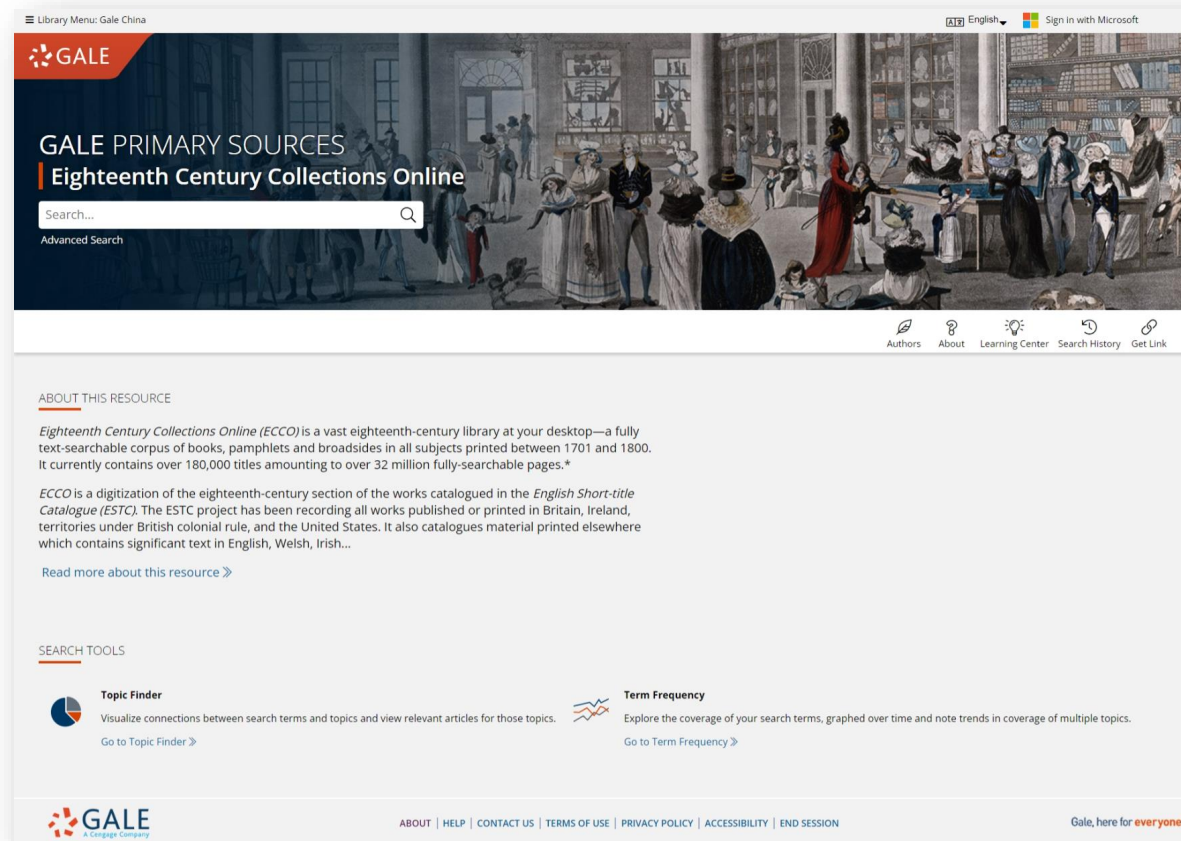 Library Menu: Gale China
English
Sign in with Microsoft
GALE
GALE PRIMARY SOURCES
Eighteenth Century Collections Online
Search...
Advanced Search
Authors
About
Learning Center
Search History
Get Link
ABOUT THIS RESOURCE
Eighteenth Century Collections Online (ECCO) is a vast eighteenth-century library at your desktop—a fully
text-searchable corpus of books, pamphlets and broadsides in all subjects printed between 1701 and 1800.
It currently contains over 180,000 titles amounting to over 32 million fully-searchable pages.*
ECCO is a digitization of the eighteenth-century section of the works catalogued in the English Short-title
Catalogue (ESTC). The ESTC project has been recording all works published or printed in Britain, Ireland,
territories under British colonial rule, and the United States. It also catalogues material printed elsewhere
which contains significant text in English, Welsh, Irish...
Read more about this resource »
SEARCH TOOLS
Topic Finder
Visualize connections between search terms and topics and view relevant articles for those topics.
Go to Topic Finder »
Term Frequency
Explore the coverage of your search terms, graphed over time and note trends in coverage of multiple topics.
Go to Term Frequency »
GALE
A Cengage Company
ABOUT | HELP | CONTACT US | TERMS OF USE | PRIVACY POLICY | ACCESSIBILITY | END SESSION
Gale, here for everyone